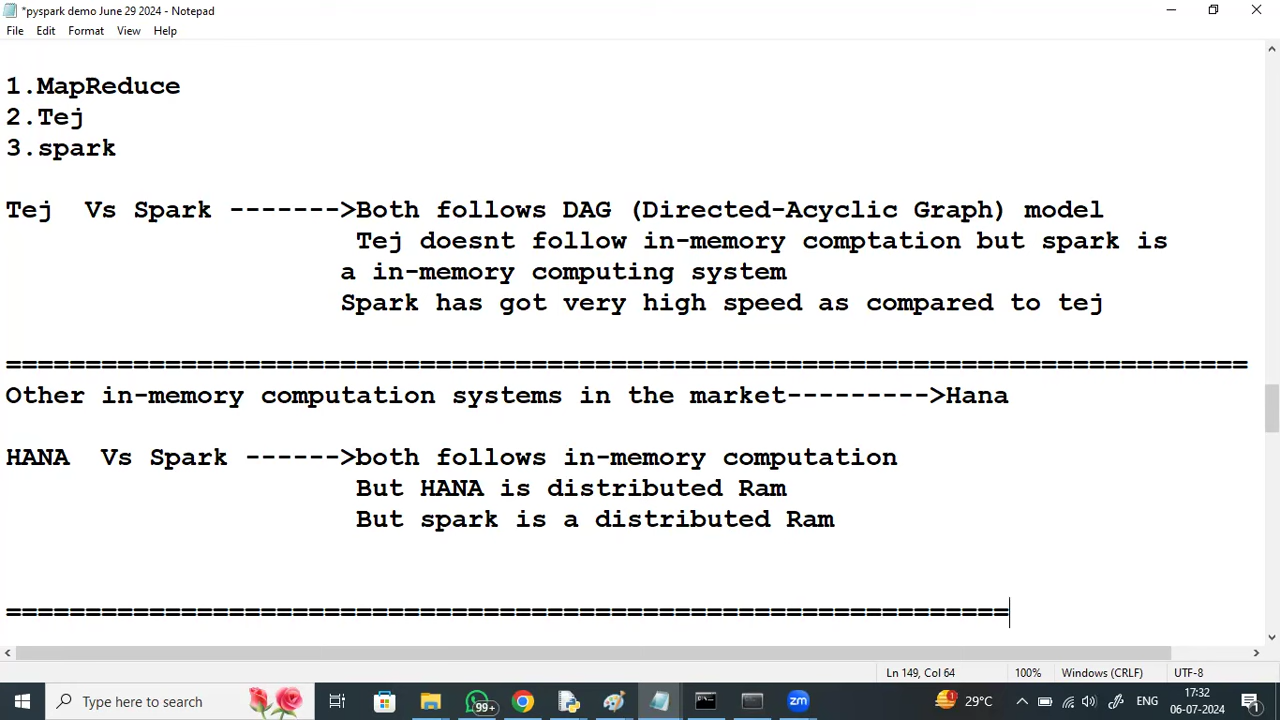 *pyspark demo June 29 2024 - Notepad
File Edit Format View Help
1.MapReduce
2.Tej
3.spark
Tej Vs Spark ------->Both follows DAG (Directed-Acyclic Graph) model
Tej doesnt follow in-memory comptation but spark is
a in-memory computing system
Spark has got very high speed as compared to tej
==============================================================================
Other in-memory computation systems in the market--------->Hana
HANA Vs Spark ------>both follows in-memory computation
But HANA is distributed Ram
But spark is a distributed Ram
===============================================================
Ln 149, Col 64 100% Windows (CRLF) UTF-8
Type here to search 99+ zm 29°C ENG 17:32 06-07-2024 1